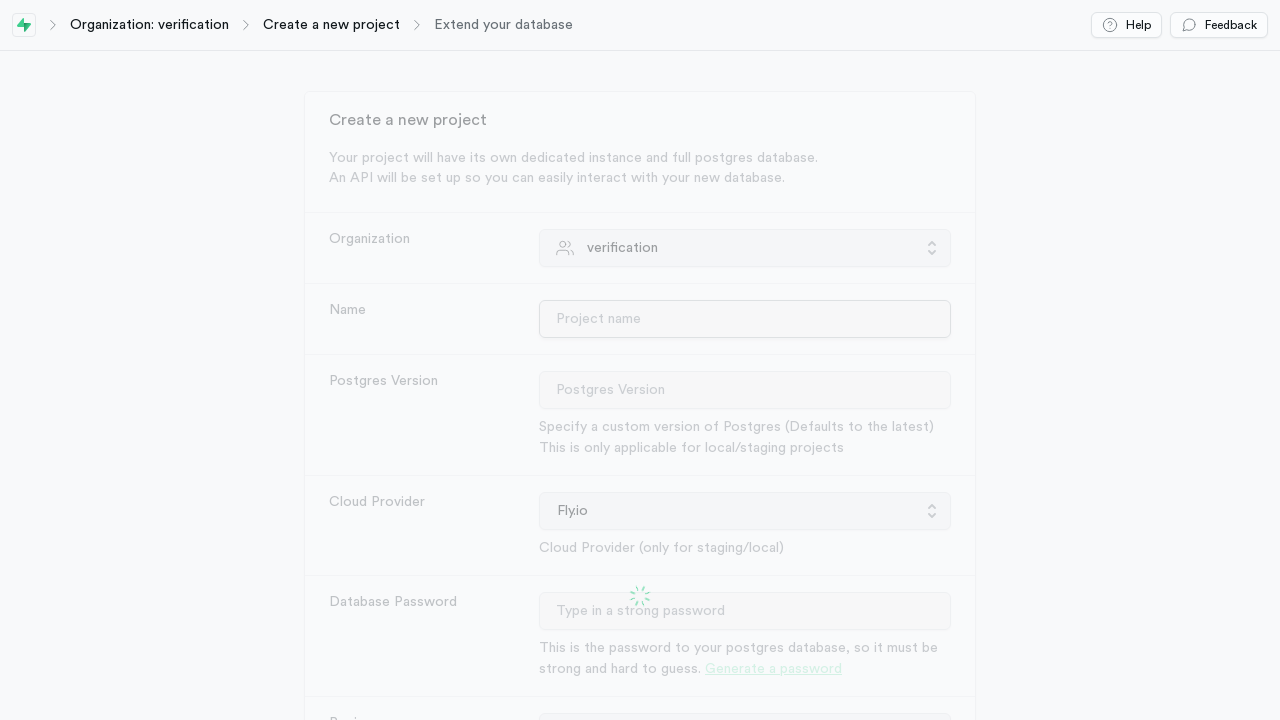 Organization: verification
Create a new project
Extend your database
Help
Feedback
Create a new project
Your project will have its own dedicated instance and full postgres database.
An API will be set up so you can easily interact with your new database.
Organization
verification
Name
Project name
Postgres Version
Postgres Version
Specify a custom version of Postgres (Defaults to the latest)
This is only applicable for local/staging projects
Cloud Provider
Fly.io
Cloud Provider (only for staging/local)
Database Password
Type in a strong password
This is the password to your postgres database, so it must be
strong and hard to guess. Generate a password